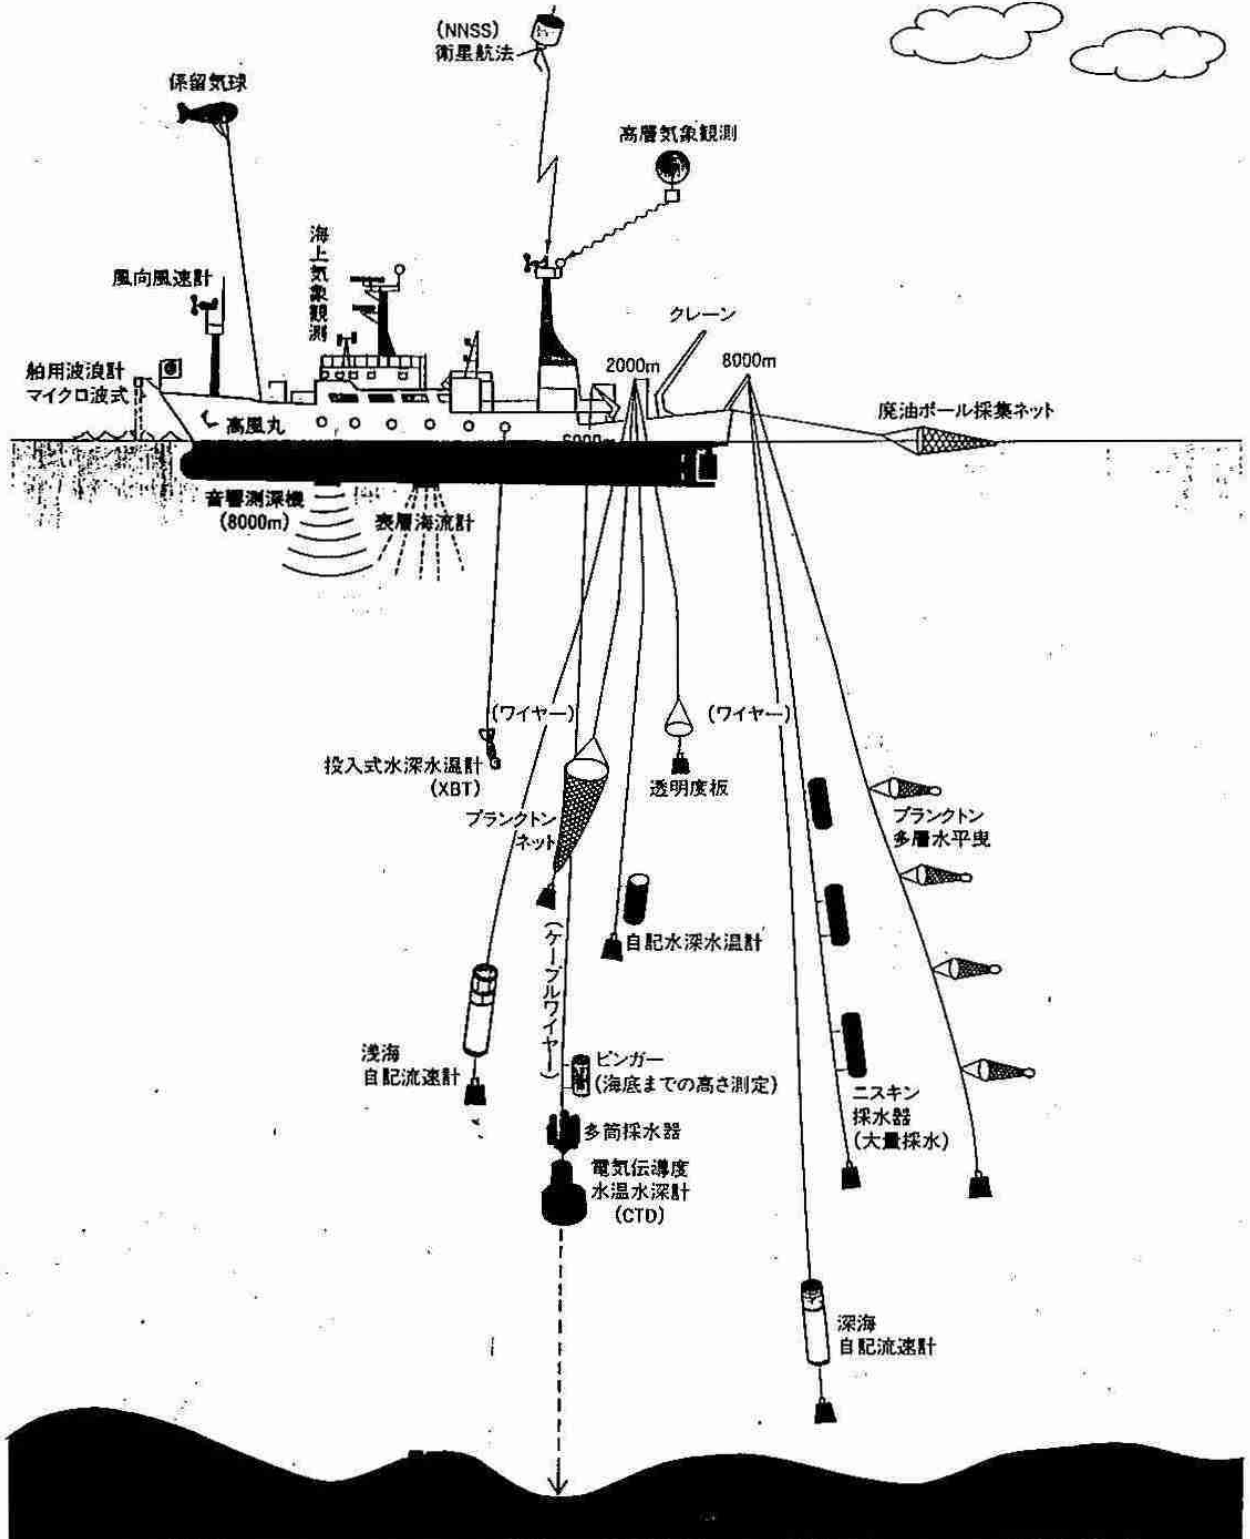 (NNSS)
衛星航法
係留気球
高層気象観測
海上気象観測
風向風速計
クレーン
2000m
8000m
舶用波浪計
マイクロ波式
廃油ボール採集ネット
高風丸
6000m
音響測深機
(8000m)
表層海流計
(ワイヤー)
(ワイヤー)
投入式水深水温計
(XBT)
透明度板
プランクトン
ネット
プランクトン
多層水平曳
(ケーブルワイヤー)
自記水深水温計
浅海
自記流速計
ピンガー
(海底までの高さ測定)
ニスキン
採水器
(大量採水)
多筒採水器
電気伝導度
水温水深計
(CTD)
深海
自記流速計